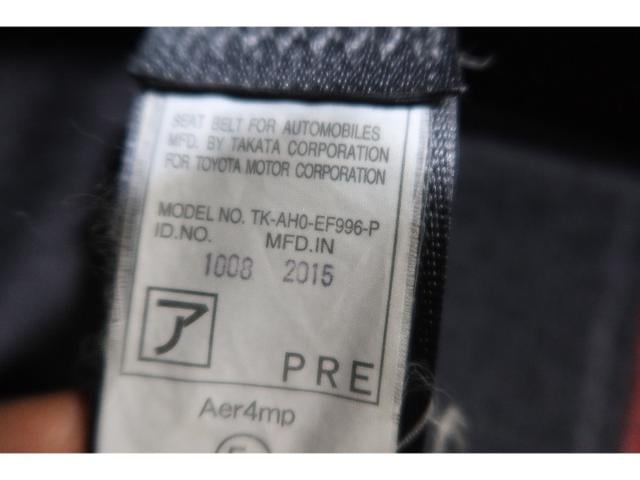 SEAT BELT FOR AUTOMOBILES
MFD. BY TAKATA CORPORATION
FOR TOYOTA MOTOR CORPORATION
MODEL NO. TK-AH0-EF996-P
ID.NO. MFD.IN
1008 2015
ア PRE
Aer4mp